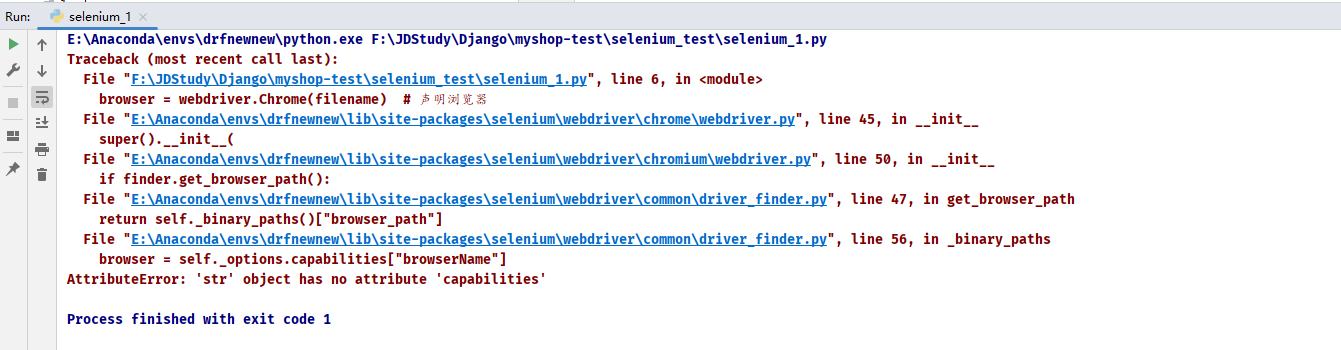 Run: selenium_1
E:\Anaconda\envs\drfnewnew\python.exe F:\JDStudy\Django\myshop-test\selenium_test\selenium_1.py
Traceback (most recent call last):
  File "F:\JDStudy\Django\myshop-test\selenium_test\selenium_1.py", line 6, in <module>
    browser = webdriver.Chrome(filename)  # 声明浏览器
  File "E:\Anaconda\envs\drfnewnew\lib\site-packages\selenium\webdriver\chrome\webdriver.py", line 45, in __init__
    super().__init__(
  File "E:\Anaconda\envs\drfnewnew\lib\site-packages\selenium\webdriver\chromium\webdriver.py", line 50, in __init__
    if finder.get_browser_path():
  File "E:\Anaconda\envs\drfnewnew\lib\site-packages\selenium\webdriver\common\driver_finder.py", line 47, in get_browser_path
    return self._binary_paths()["browser_path"]
  File "E:\Anaconda\envs\drfnewnew\lib\site-packages\selenium\webdriver\common\driver_finder.py", line 56, in _binary_paths
    browser = self._options.capabilities["browserName"]
AttributeError: 'str' object has no attribute 'capabilities'
Process finished with exit code 1